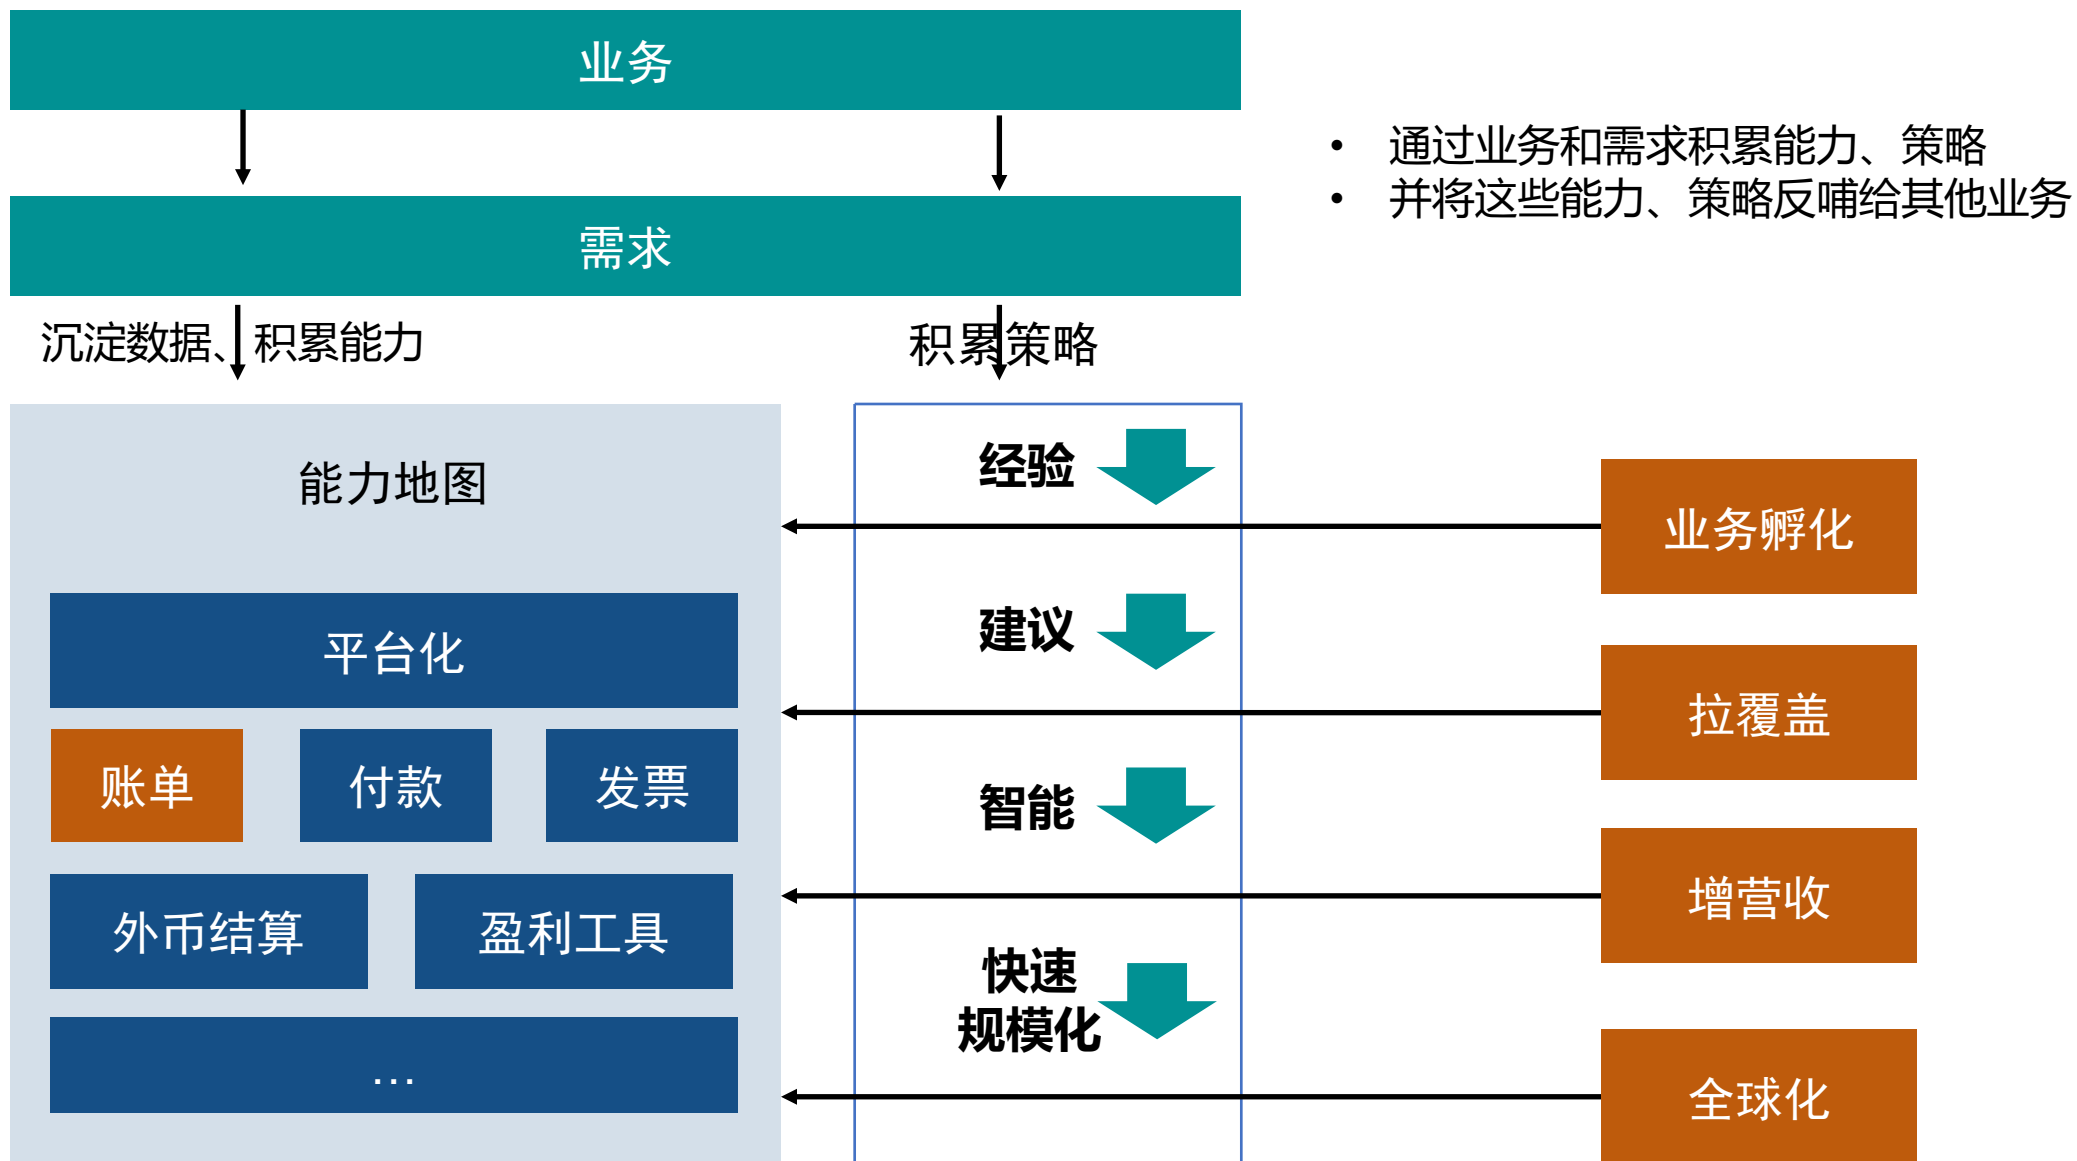 业务
• 通过业务和需求积累能力、策略
• 并将这些能力、策略反哺给其他业务
需求
沉淀数据、积累能力
积累策略
能力地图
经验
业务孵化
建议
平台化
拉覆盖
账单
付款
发票
智能
增营收
外币结算
盈利工具
快速
规模化
…
全球化